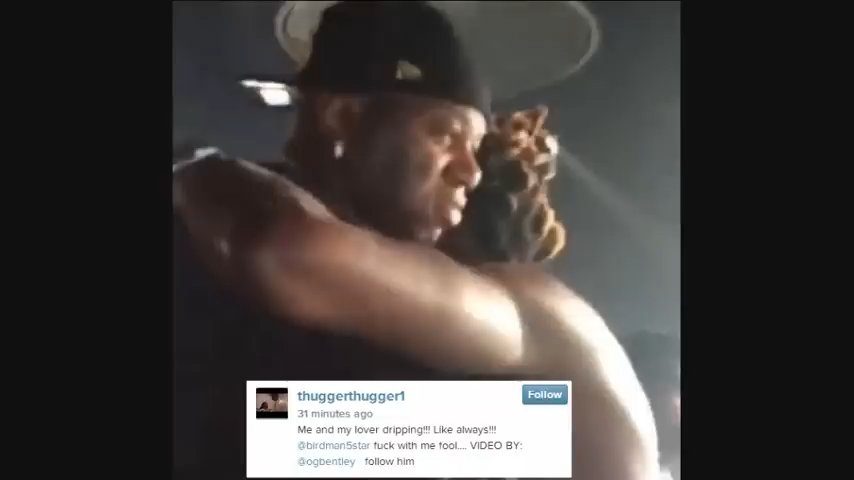 thuggerthugger1
Follow
31 minutes ago
Me and my lover dripping!!! Like always!!!
@birdman5star fuck with me fool.... VIDEO BY:
@ogbentley follow him